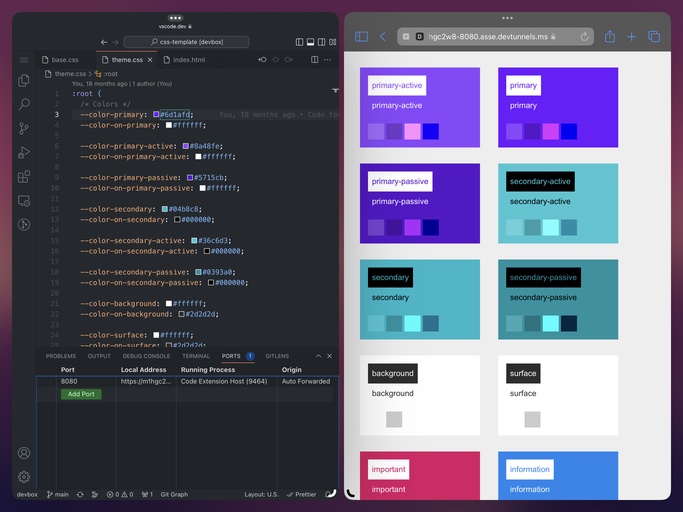 vscode.dev
css-template [devbox]
base.css
theme.css
index.html
theme.css > :root
You, 18 months ago | 1 author (You)
1 :root {
2 /* Colors */
3 --color-primary: #6d1afd; You, 18 months ago • Code fo
4 --color-on-primary: #ffffff;
5
6 --color-primary-active: #8a48fe;
7 --color-on-primary-active: #ffffff;
8
9 --color-primary-passive: #5715cb;
10 --color-on-primary-passive: #ffffff;
11
12 --color-secondary: #04b8c8;
13 --color-on-secondary: #000000;
14
15 --color-secondary-active: #36c6d3;
16 --color-on-secondary-active: #000000;
17
18 --color-secondary-passive: #0393a0;
19 --color-on-secondary-passive: #000000;
20
21 --color-background: #ffffff;
22 --color-on-background: #2d2d2d;
23
24 --color-surface: #ffffff;
25 --color-on-surface: #2d2d2d;
PROBLEMS OUTPUT DEBUG CONSOLE TERMINAL PORTS 1 GITLENS
Port Local Address Running Process Origin
8080 https://m1hgc2... Code Extension Host (9464) Auto Forwarded
Add Port
devbox main 0 0 1 Git Graph Layout: U.S. Prettier
hgc2w8-8080.asse.devtunnels.ms
primary-active
primary-active
primary
primary
primary-passive
primary-passive
secondary-active
secondary-active
secondary
secondary
secondary-passive
secondary-passive
background
background
surface
surface
important
important
information
information